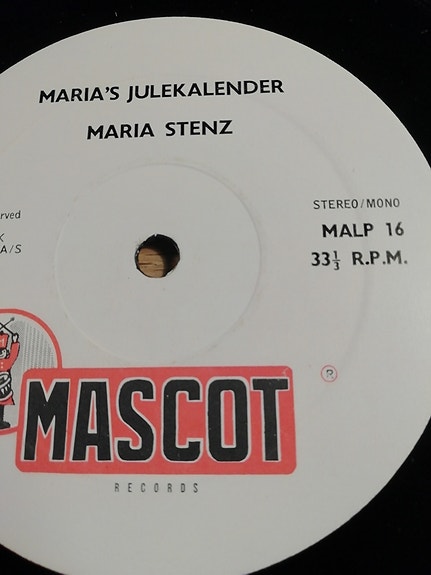 MARIA'S JULEKALENDER
MARIA STENZ
STEREO/MONO
MALP 16
33⅓ R.P.M.
A/S
MASCOT
®
RECORDS